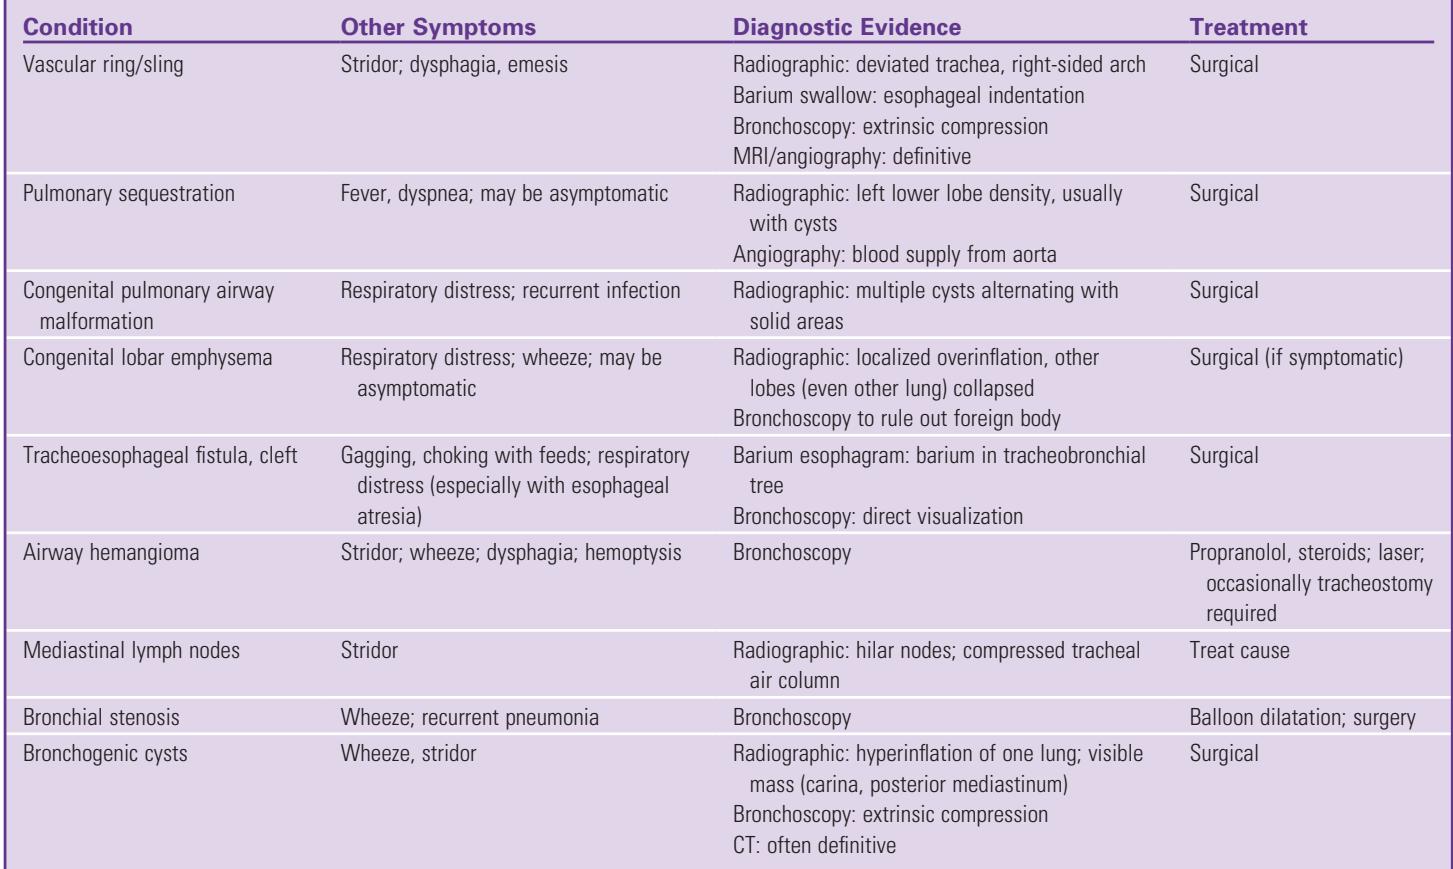 Condition Other Symptoms Diagnostic Evidence Treatment
Vascular ring/sling Stridor; dysphagia, emesis Radiographic: deviated trachea, right-sided arch Surgical
Barium swallow: esophageal indentation
Bronchoscopy: extrinsic compression
MRI/angiography: definitive
Pulmonary sequestration Fever, dyspnea; may be asymptomatic Radiographic: left lower lobe density, usually Surgical
with cysts
Angiography: blood supply from aorta
Congenital pulmonary airway Respiratory distress; recurrent infection Radiographic: multiple cysts alternating with Surgical
malformation solid areas
Congenital lobar emphysema Respiratory distress; wheeze; may be Radiographic: localized overinflation, other Surgical (if symptomatic)
asymptomatic lobes (even other lung) collapsed
Bronchoscopy to rule out foreign body
Tracheoesophageal fistula, cleft Gagging, choking with feeds; respiratory Barium esophagram: barium in tracheobronchial Surgical
distress (especially with esophageal tree
atresia) Bronchoscopy: direct visualization
Airway hemangioma Stridor; wheeze; dysphagia; hemoptysis Bronchoscopy Propranolol, steroids; laser;
occasionally tracheostomy
required
Mediastinal lymph nodes Stridor Radiographic: hilar nodes; compressed tracheal Treat cause
air column
Bronchial stenosis Wheeze; recurrent pneumonia Bronchoscopy Balloon dilatation; surgery
Bronchogenic cysts Wheeze, stridor Radiographic: hyperinflation of one lung; visible Surgical
mass (carina, posterior mediastinum)
Bronchoscopy: extrinsic compression
CT: often definitive